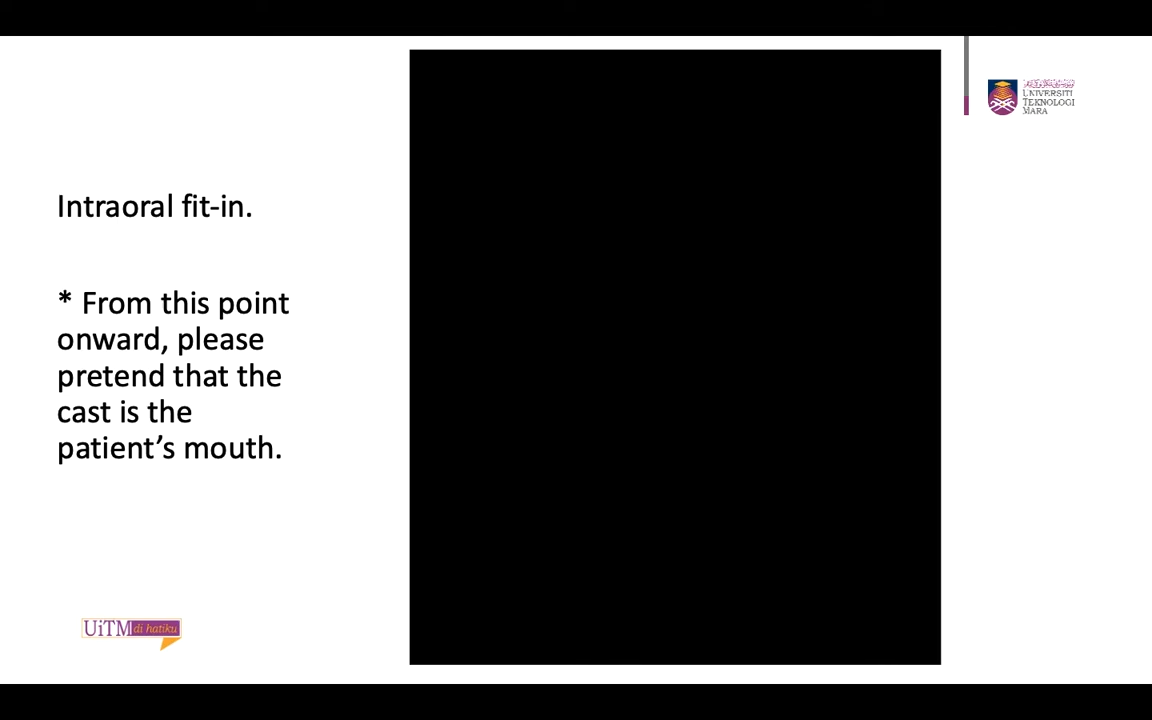 Intraoral fit-in.
* From this point
onward, please
pretend that the
cast is the
patient’s mouth.
UNIVERSITI
TEKNOLOGI
MARA
UiTM di hatiku